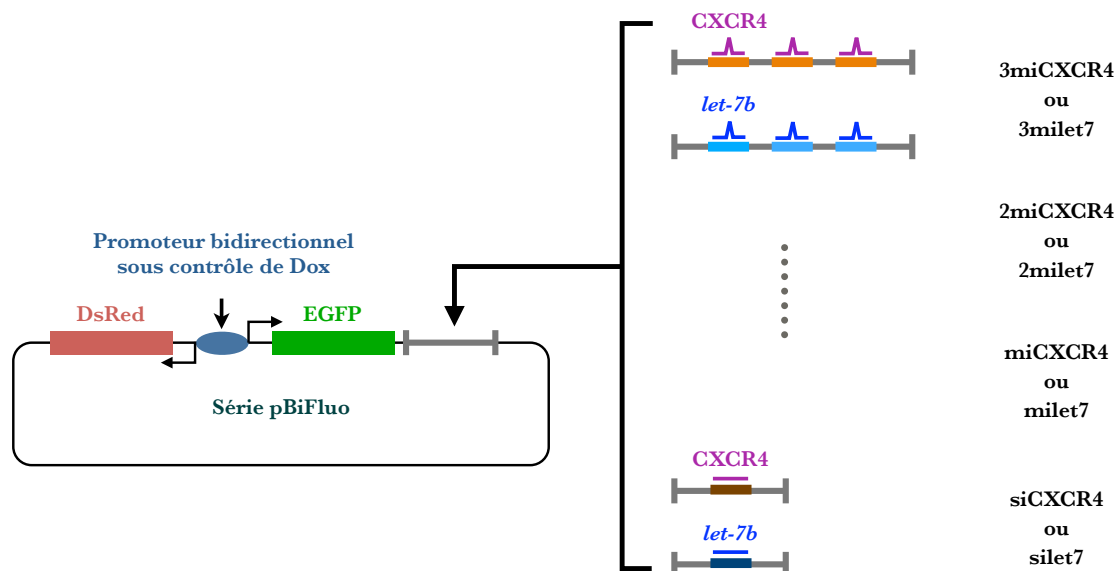 CXCR4
let-7b
3miCXCR4
ou
3milet7
2miCXCR4
ou
2milet7
Promoteur bidirectionnel
sous contrôle de Dox
DsRed
EGFP
Série pBiFluo
miCXCR4
ou
milet7
CXCR4
let-7b
siCXCR4
ou
silet7